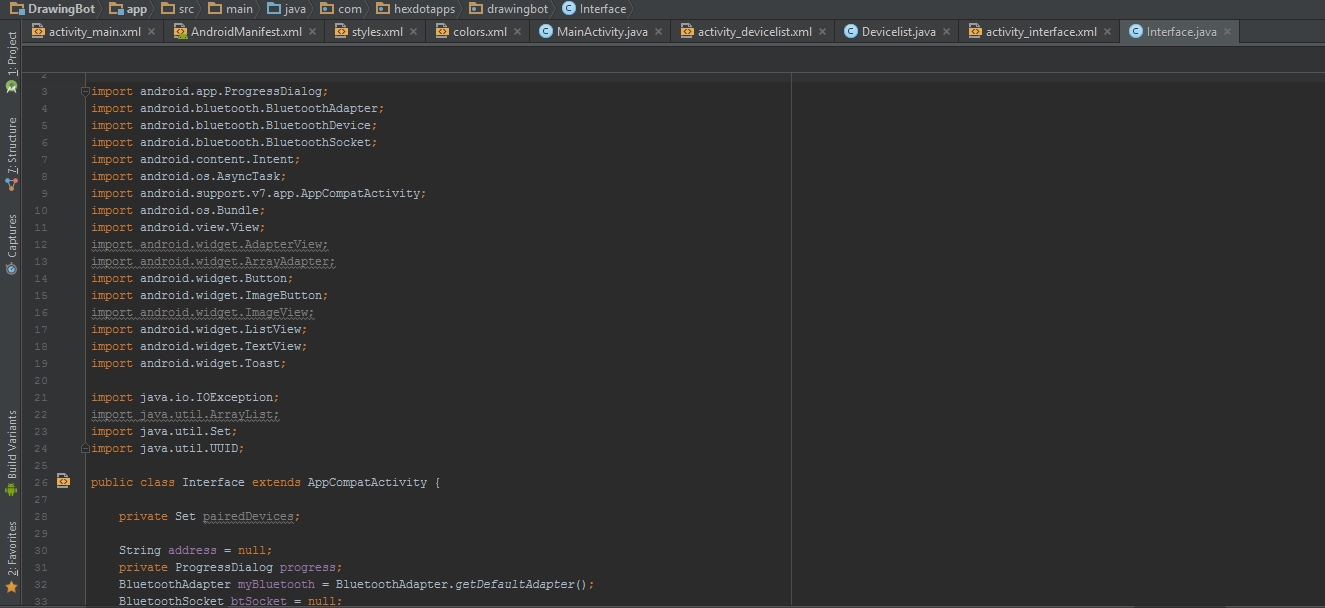 DrawingBot app src main java com hexdotapps drawingbot Interface
activity_main.xml AndroidManifest.xml styles.xml colors.xml MainActivity.java activity_devicelist.xml Devicelist.java activity_interface.xml Interface.java
1: Project
7: Structure
Captures
Build Variants
2: Favorites
2
3 import android.app.ProgressDialog;
4 import android.bluetooth.BluetoothAdapter;
5 import android.bluetooth.BluetoothDevice;
6 import android.bluetooth.BluetoothSocket;
7 import android.content.Intent;
8 import android.os.AsyncTask;
9 import android.support.v7.app.AppCompatActivity;
10 import android.os.Bundle;
11 import android.view.View;
12 import android.widget.AdapterView;
13 import android.widget.ArrayAdapter;
14 import android.widget.Button;
15 import android.widget.ImageButton;
16 import android.widget.ImageView;
17 import android.widget.ListView;
18 import android.widget.TextView;
19 import android.widget.Toast;
20
21 import java.io.IOException;
22 import java.util.ArrayList;
23 import java.util.Set;
24 import java.util.UUID;
25
26 public class Interface extends AppCompatActivity {
27
28 private Set pairedDevices;
29
30 String address = null;
31 private ProgressDialog progress;
32 BluetoothAdapter myBluetooth = BluetoothAdapter.getDefaultAdapter();
33 BluetoothSocket btSocket = null;